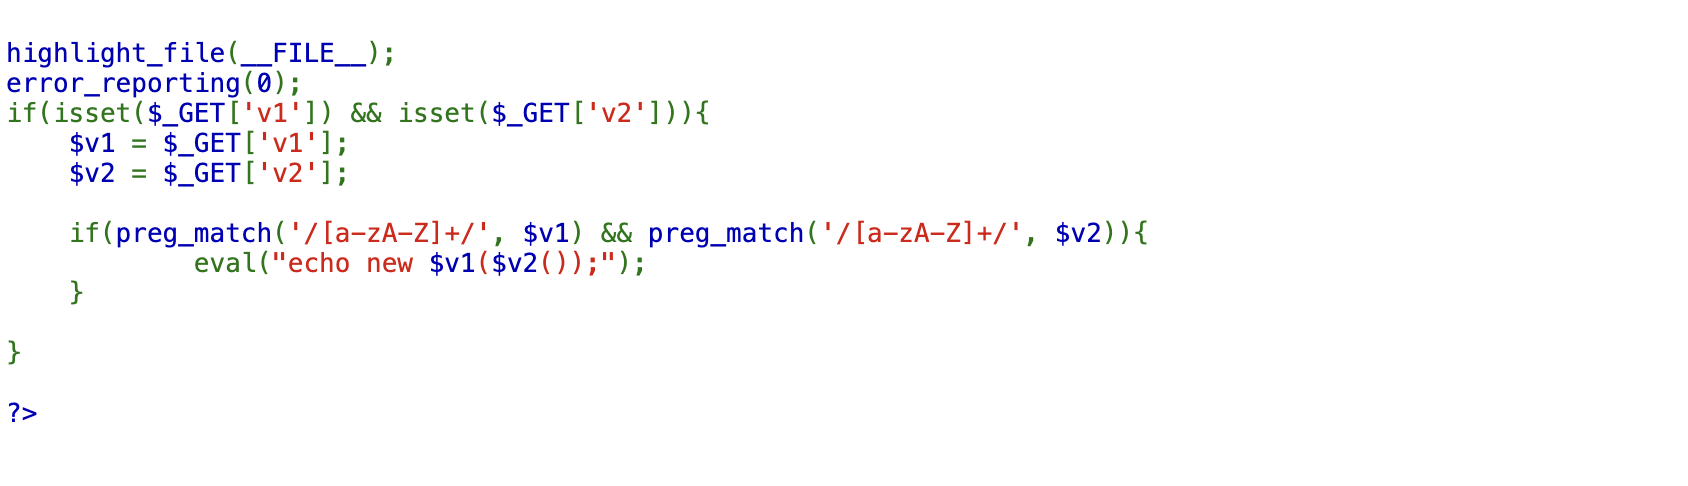 highlight_file(__FILE__);
error_reporting(0);
if(isset($_GET['v1']) && isset($_GET['v2'])){
    $v1 = $_GET['v1'];
    $v2 = $_GET['v2'];

    if(preg_match('/[a-zA-Z]+/', $v1) && preg_match('/[a-zA-Z]+/', $v2)){
            eval("echo new $v1($v2());");
    }

}

?>